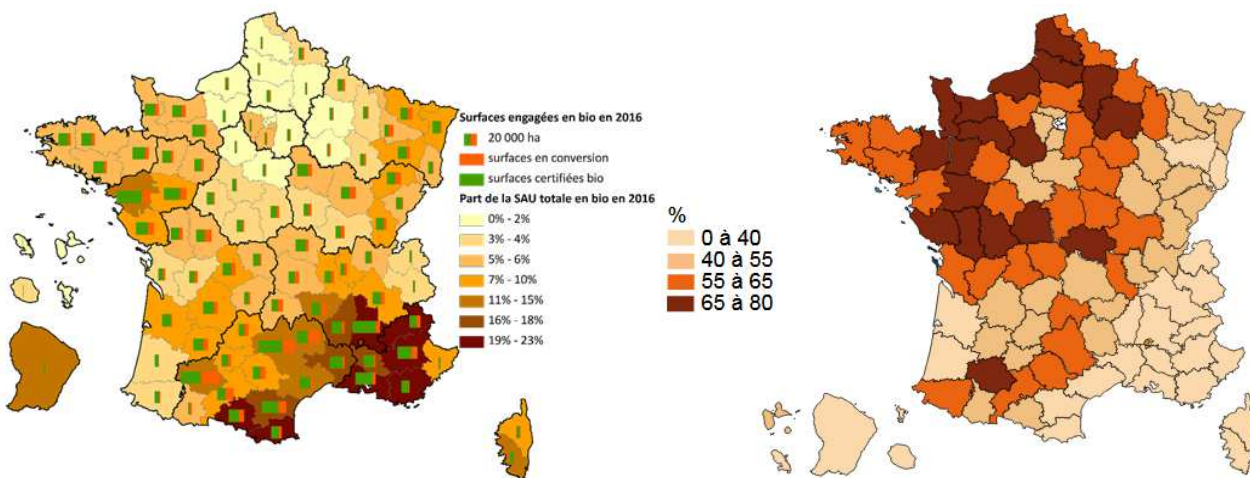 Surfaces engagées en bio en 2016
20 000 ha
surfaces en conversion
surfaces certifiées bio
Part de la SAU totale en bio en 2016
0% - 2%
3% - 4%
5% - 6%
7% - 10%
11% - 15%
16% - 18%
19% - 23%
%
0 à 40
40 à 55
55 à 65
65 à 80